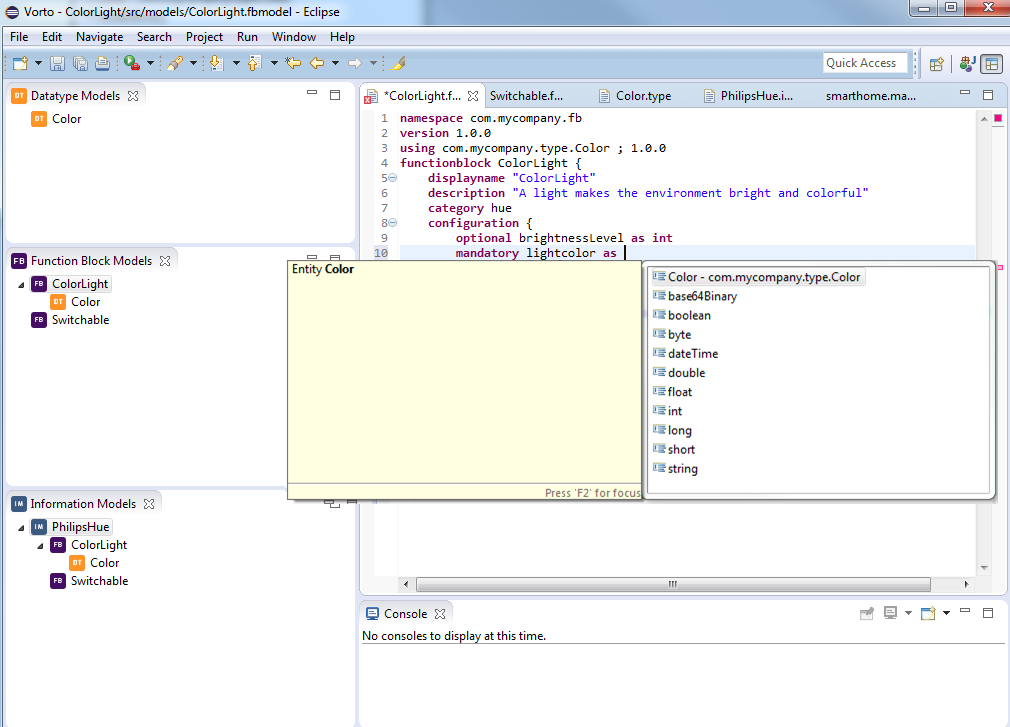 Vorto - ColorLight/src/models/ColorLight.fbmodel - Eclipse
File Edit Navigate Search Project Run Window Help
Quick Access
DT Datatype Models
DT Color
FB Function Block Models
FB ColorLight
DT Color
FB Switchable
IM Information Models
IM PhilipsHue
FB ColorLight
DT Color
FB Switchable
*ColorLight.f... Switchable.f... Color.type PhilipsHue.i... smarthome.ma...
1 namespace com.mycompany.fb
2 version 1.0.0
3 using com.mycompany.type.Color ; 1.0.0
4 functionblock ColorLight {
5 displayname "ColorLight"
6 description "A light makes the environment bright and colorful"
7 category hue
8 configuration {
9 optional brightnessLevel as int
10 mandatory lightcolor as
Entity Color
Press 'F2' for focus
Color - com.mycompany.type.Color
base64Binary
boolean
byte
dateTime
double
float
int
long
short
string
Console
No consoles to display at this time.